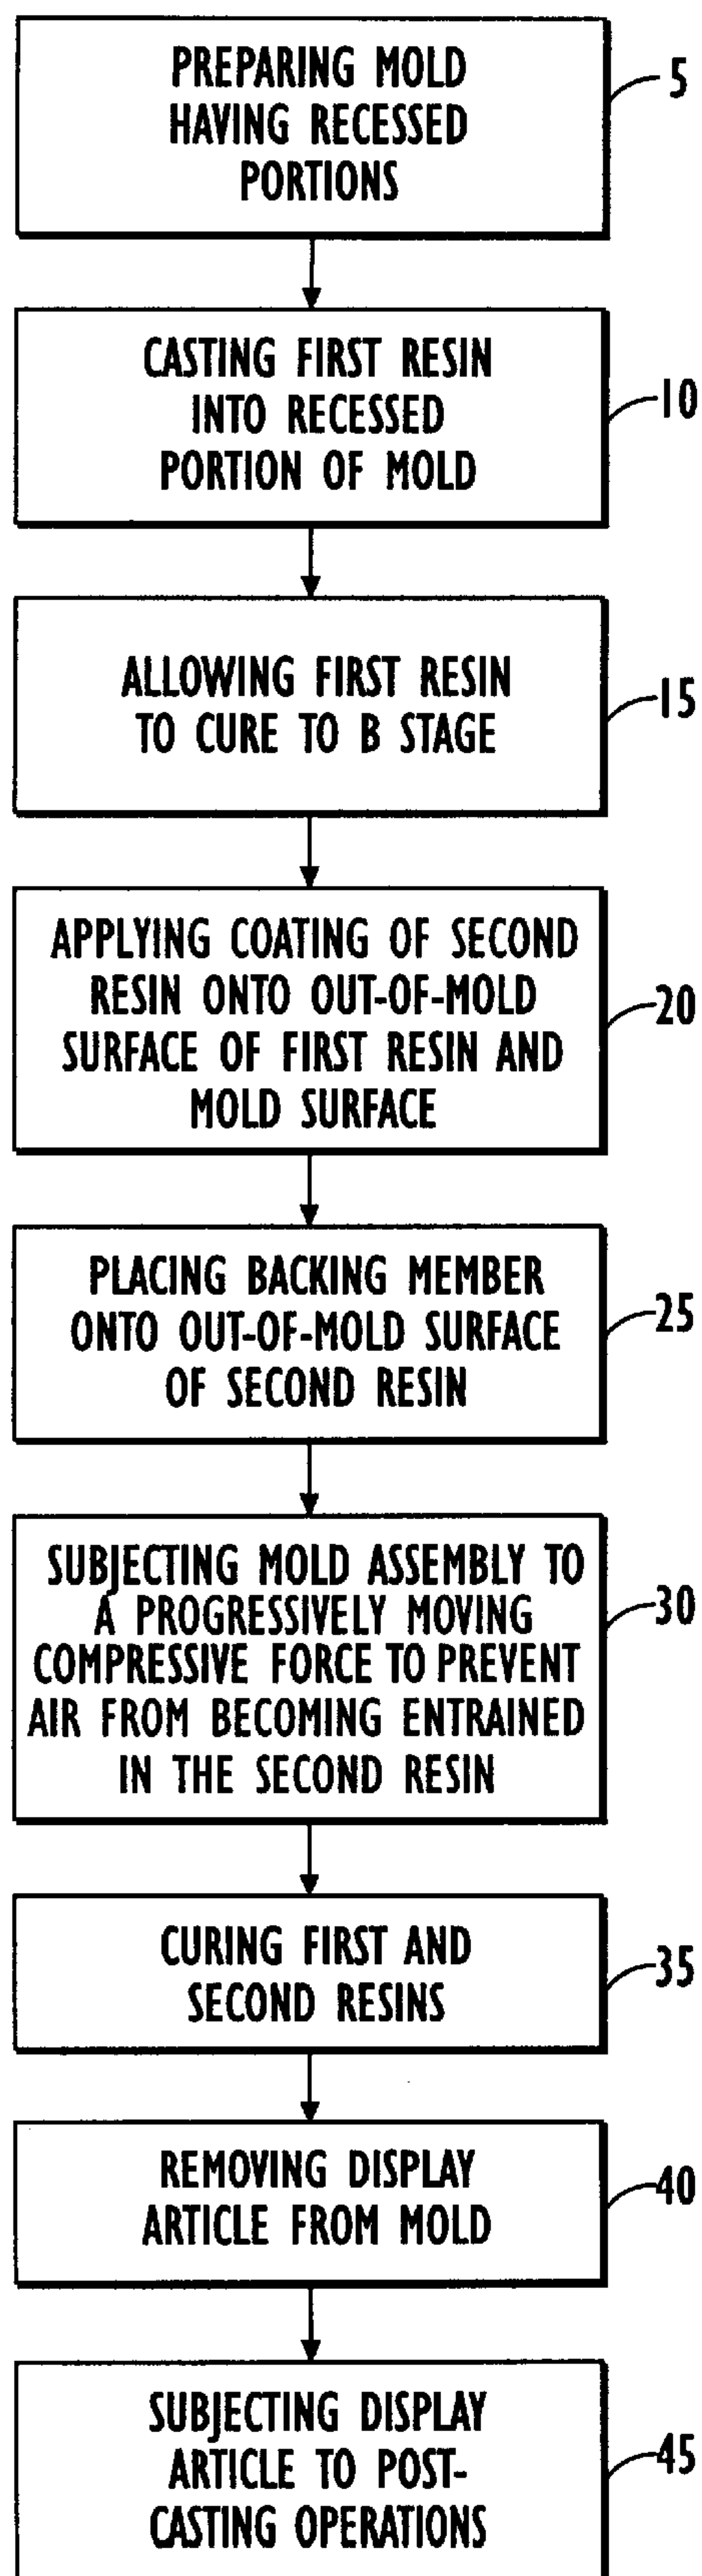 PREPARING MOLD
HAVING RECESSED
PORTIONS
5
CASTING FIRST RESIN
INTO RECESSED
PORTION OF MOLD
10
ALLOWING FIRST RESIN
TO CURE TO B STAGE
15
APPLYING COATING OF SECOND
RESIN ONTO OUT-OF-MOLD
SURFACE OF FIRST RESIN AND
MOLD SURFACE
20
PLACING BACKING MEMBER
ONTO OUT-OF-MOLD SURFACE
OF SECOND RESIN
25
SUBJECTING MOLD ASSEMBLY TO
A PROGRESSIVELY MOVING
COMPRESSIVE FORCE TO PREVENT
AIR FROM BECOMING ENTRAINED
IN THE SECOND RESIN
30
CURING FIRST AND
SECOND RESINS
35
REMOVING DISPLAY
ARTICLE FROM MOLD
40
SUBJECTING DISPLAY
ARTICLE TO POST-
CASTING OPERATIONS
45